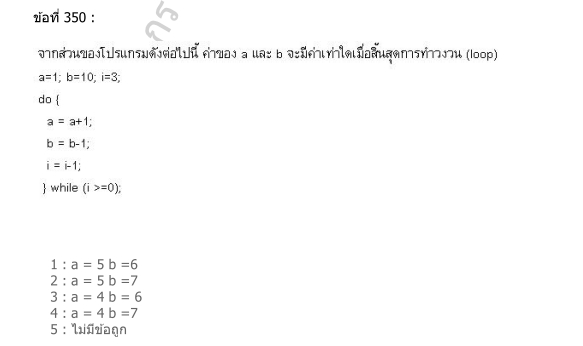 ข้อที่ 350 :
จากส่วนของโปรแกรมดังต่อไปนี้ ค่าของ a และ b จะมีค่าเท่าใดเมื่อสิ้นสุดการทำวงวน (loop)
a=1; b=10; i=3;
do {
a = a+1;
b = b-1;
i = i-1;
} while (i >=0);
1 : a = 5 b =6
2 : a = 5 b =7
3 : a = 4 b = 6
4 : a = 4 b =7
5 : ไม่มีข้อถูก